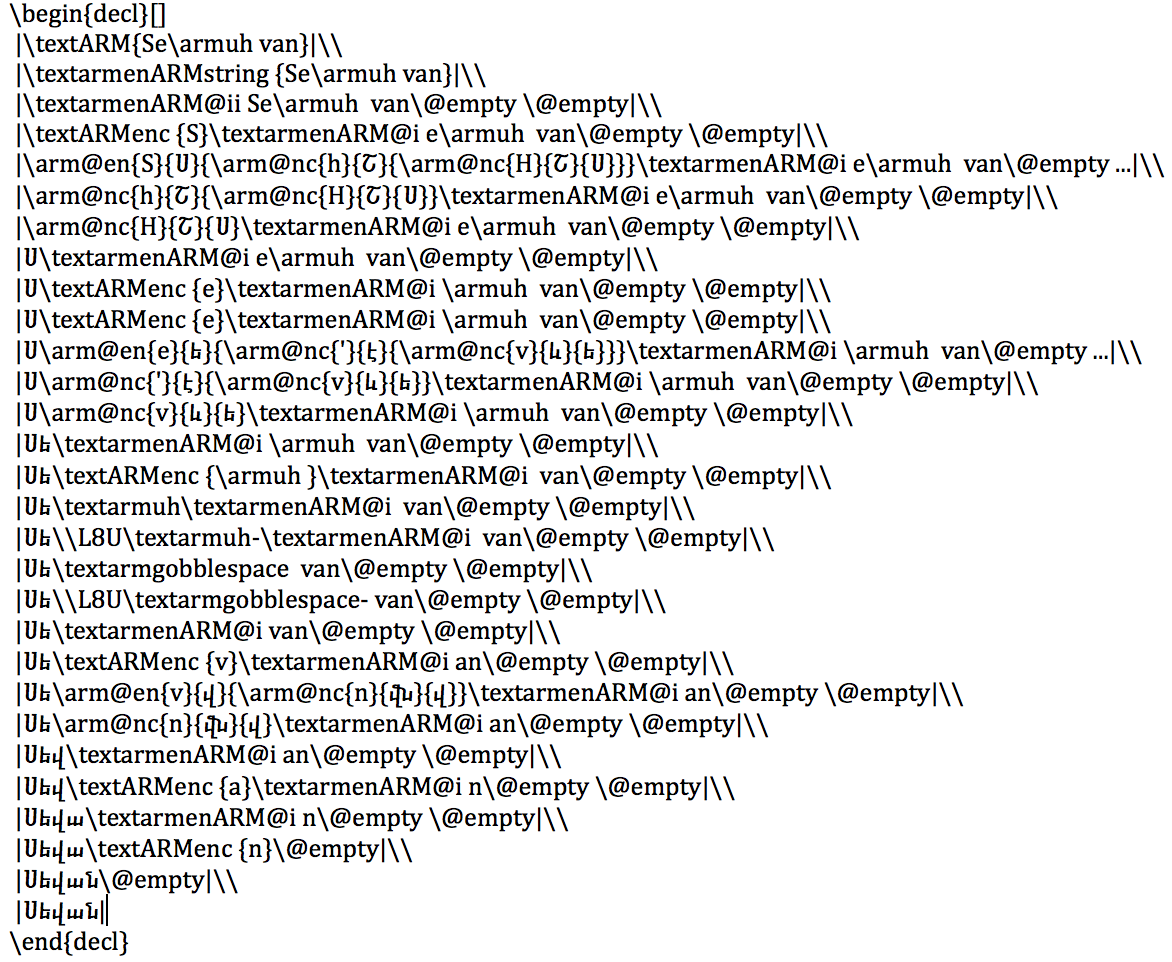 \begin{decl}[]
|\textARM{Se\armuh van}|\\
|\textarmenARMstring {Se\armuh van}|\\
|\textarmenARM@ii Se\armuh  van\@empty \@empty|\\
|\textARMenc {S}\textarmenARM@i e\armuh  van\@empty \@empty|\\
|\arm@en{S}{Ս}{\arm@nc{h}{Շ}{\arm@nc{H}{Շ}{Ս}}}\textarmenARM@i e\armuh  van\@empty ...|\\
|\arm@nc{h}{Շ}{\arm@nc{H}{Շ}{Ս}}\textarmenARM@i e\armuh  van\@empty \@empty|\\
|\arm@nc{H}{Շ}{Ս}\textarmenARM@i e\armuh  van\@empty \@empty|\\
|Ս\textarmenARM@i e\armuh  van\@empty \@empty|\\
|Ս\textARMenc {e}\textarmenARM@i \armuh  van\@empty \@empty|\\
|Ս\textARMenc {e}\textarmenARM@i \armuh  van\@empty \@empty|\\
|Ս\arm@en{e}{ե}{\arm@nc{'}{է}{\arm@nc{v}{և}{ե}}}\textarmenARM@i \armuh  van\@empty ...|\\
|Ս\arm@nc{'}{է}{\arm@nc{v}{և}{ե}}\textarmenARM@i \armuh  van\@empty \@empty|\\
|Ս\arm@nc{v}{և}{ե}\textarmenARM@i \armuh  van\@empty \@empty|\\
|Սե\textarmenARM@i \armuh  van\@empty \@empty|\\
|Սե\textARMenc {\armuh }\textarmenARM@i  van\@empty \@empty|\\
|Սե\textarmuh\textarmenARM@i  van\@empty \@empty|\\
|Սե\\L8U\textarmuh-\textarmenARM@i  van\@empty \@empty|\\
|Սե\textarmgobblespace  van\@empty \@empty|\\
|Սե\\L8U\textarmgobblespace- van\@empty \@empty|\\
|Սե\textarmenARM@i van\@empty \@empty|\\
|Սե\textARMenc {v}\textarmenARM@i an\@empty \@empty|\\
|Սե\arm@en{v}{վ}{\arm@nc{n}{ﬖ}{վ}}\textarmenARM@i an\@empty \@empty|\\
|Սե\arm@nc{n}{ﬖ}{վ}\textarmenARM@i an\@empty \@empty|\\
|Սեվ\textarmenARM@i an\@empty \@empty|\\
|Սեվ\textARMenc {a}\textarmenARM@i n\@empty \@empty|\\
|Սեվա\textarmenARM@i n\@empty \@empty|\\
|Սեվա\textARMenc {n}\@empty|\\
|Սեվան\@empty|\\
|Սեվան|
\end{decl}